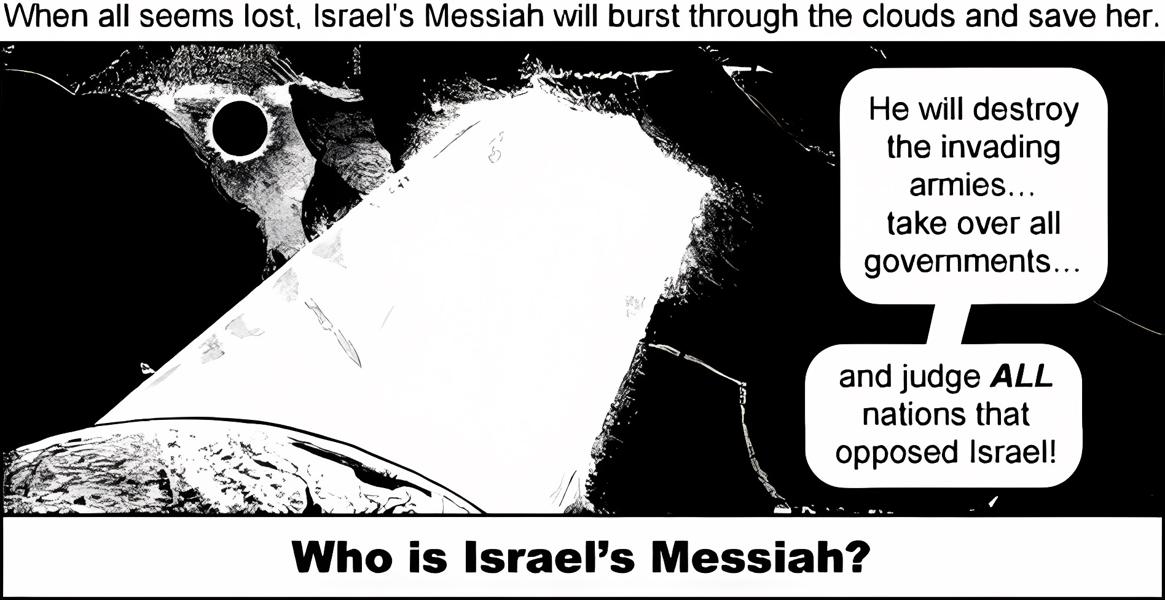 When all seems lost, Israel's Messiah will burst through the clouds and save her.
He will destroy
the invading
armies...
take over all
governments...
and judge ALL
nations that
opposed Israel!
Who is Israel's Messiah?